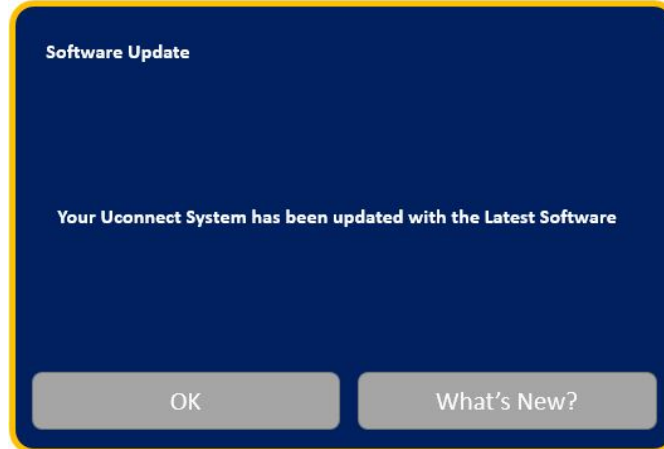 Software Update
Your Uconnect System has been updated with the Latest Software
OK
What's New?